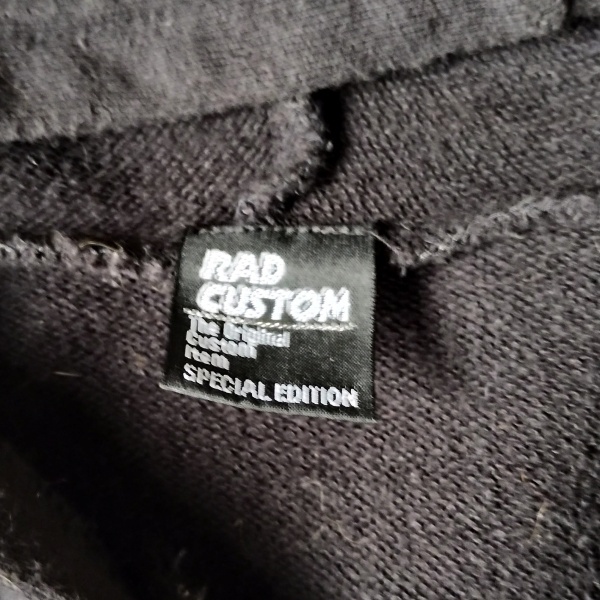 RAD
CUSTOM
The Original
Custom
Item
SPECIAL EDITION